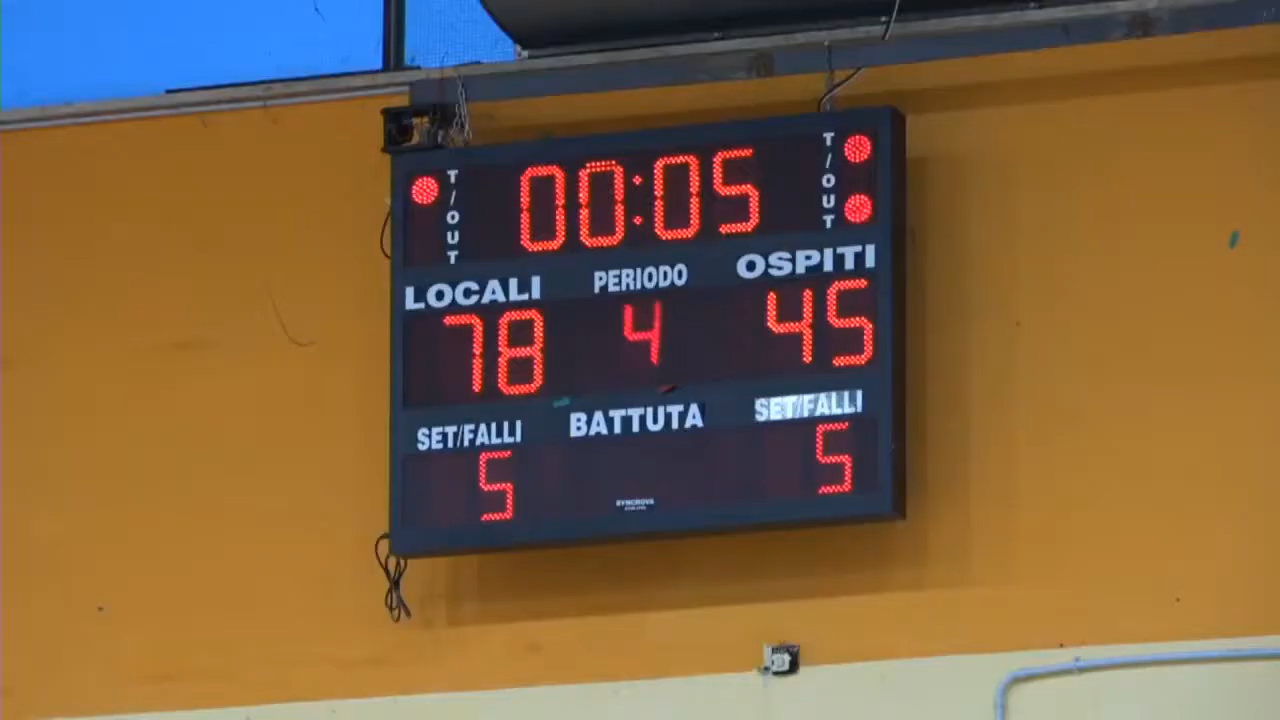 T/OUT
00:05
T/OUT
LOCALI
PERIODO
OSPITI
78
4
45
SET/FALLI
BATTUTA
SET/FALLI
5
5